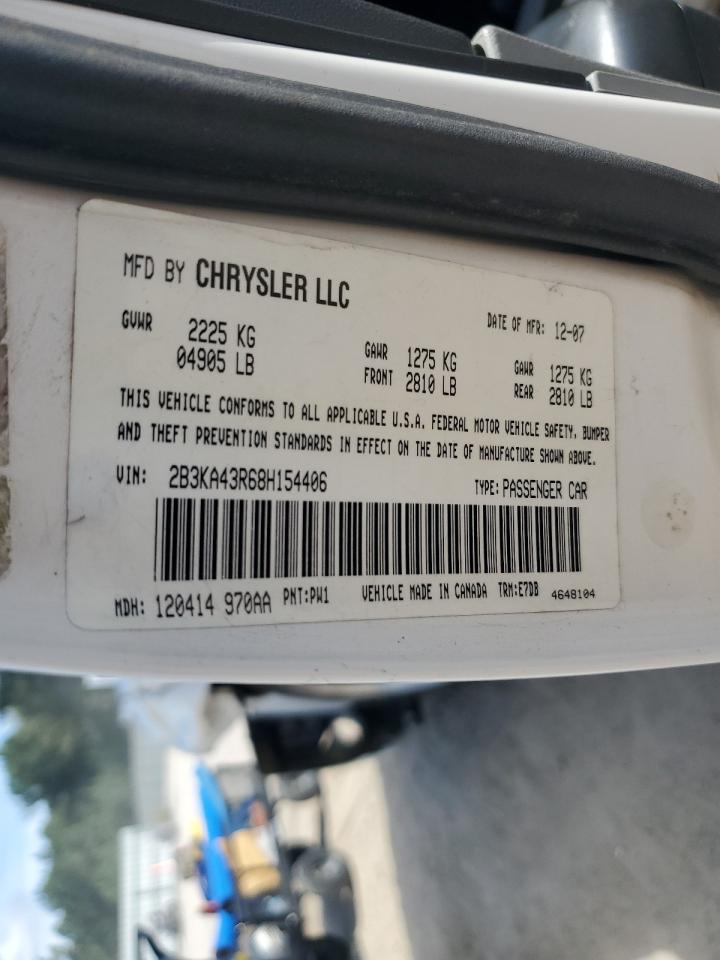 MFD BY CHRYSLER LLC
DATE OF MFR: 12-07
GVWR 2225 KG
04905 LB
GAWR 1275 KG
FRONT 2810 LB
GAWR 1275 KG
REAR 2810 LB
THIS VEHICLE CONFORMS TO ALL APPLICABLE U.S.A. FEDERAL MOTOR VEHICLE SAFETY, BUMPER
AND THEFT PREVENTION STANDARDS IN EFFECT ON THE DATE OF MANUFACTURE SHOWN ABOVE.
VIN: 2B3KA43R68H154406 TYPE: PASSENGER CAR
MDH: 120414 970AA PNT:PW1 VEHICLE MADE IN CANADA TRM:E7DB 4648104